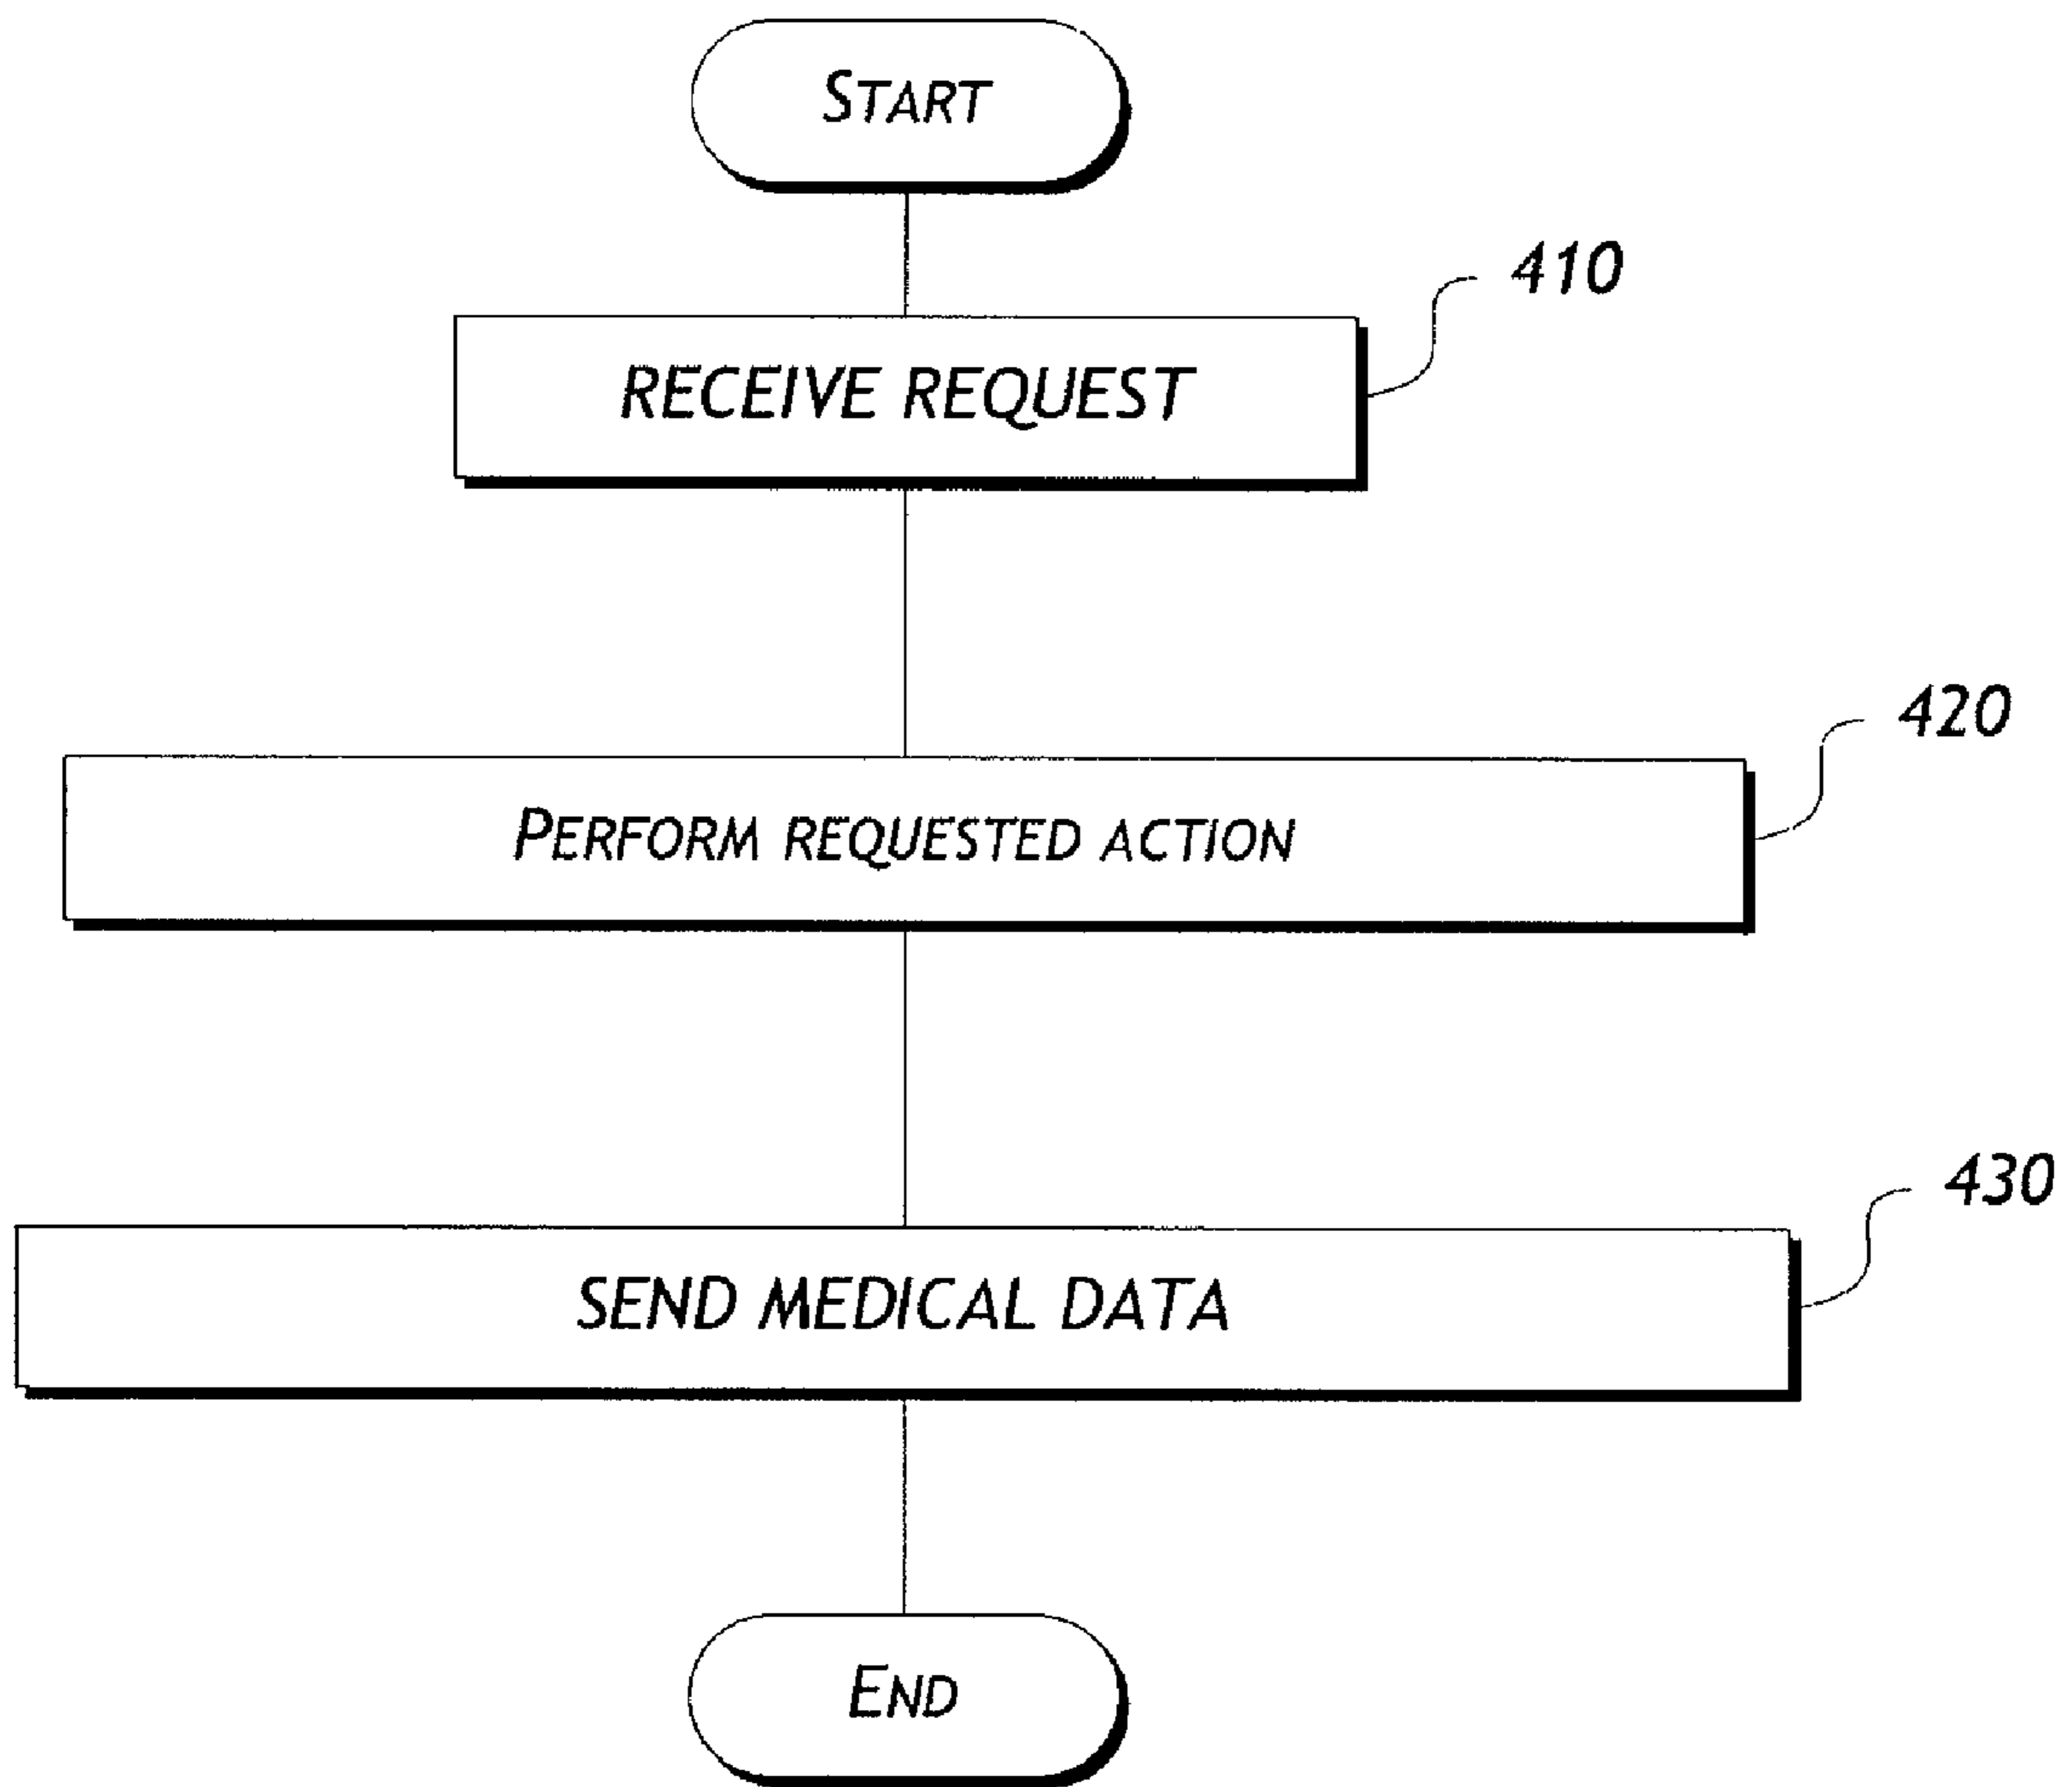 START
410
RECEIVE REQUEST
420
PERFORM REQUESTED ACTION
430
SEND MEDICAL DATA
END